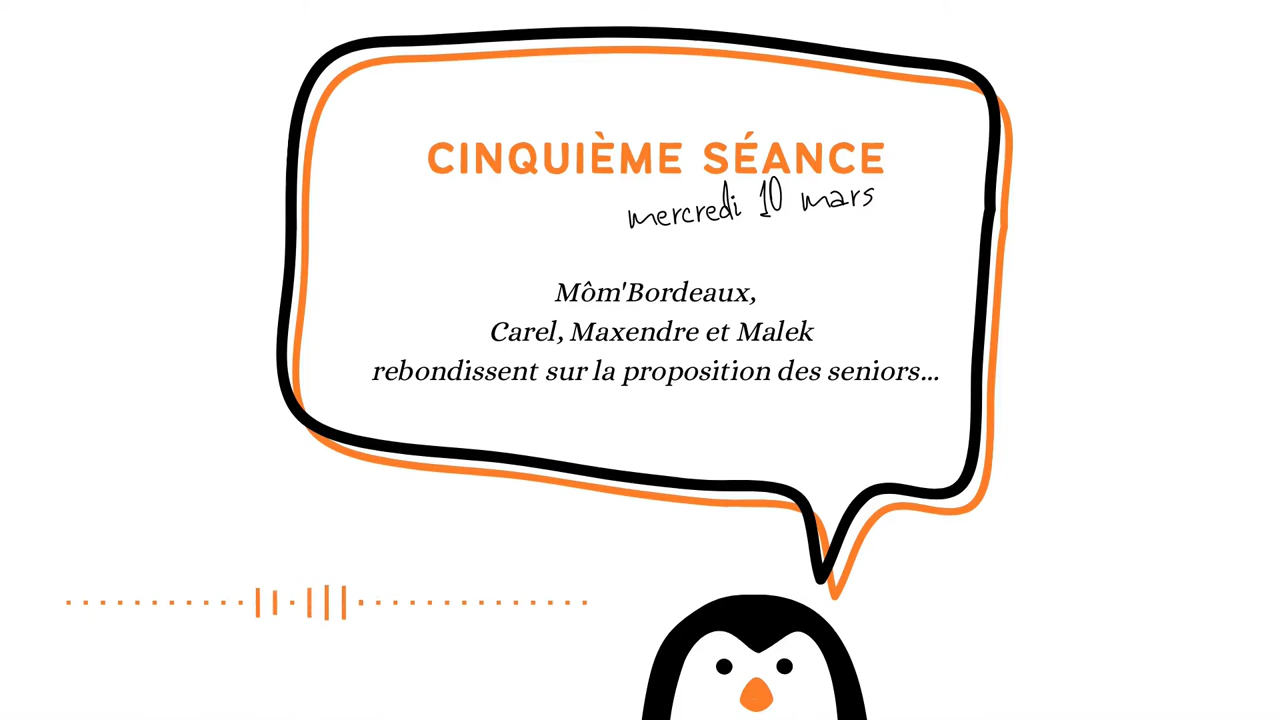 CINQUIÈME SÉANCE
mercredi 10 mars
Môm'Bordeaux,
Carel, Maxendre et Malek
rebondissent sur la proposition des seniors...